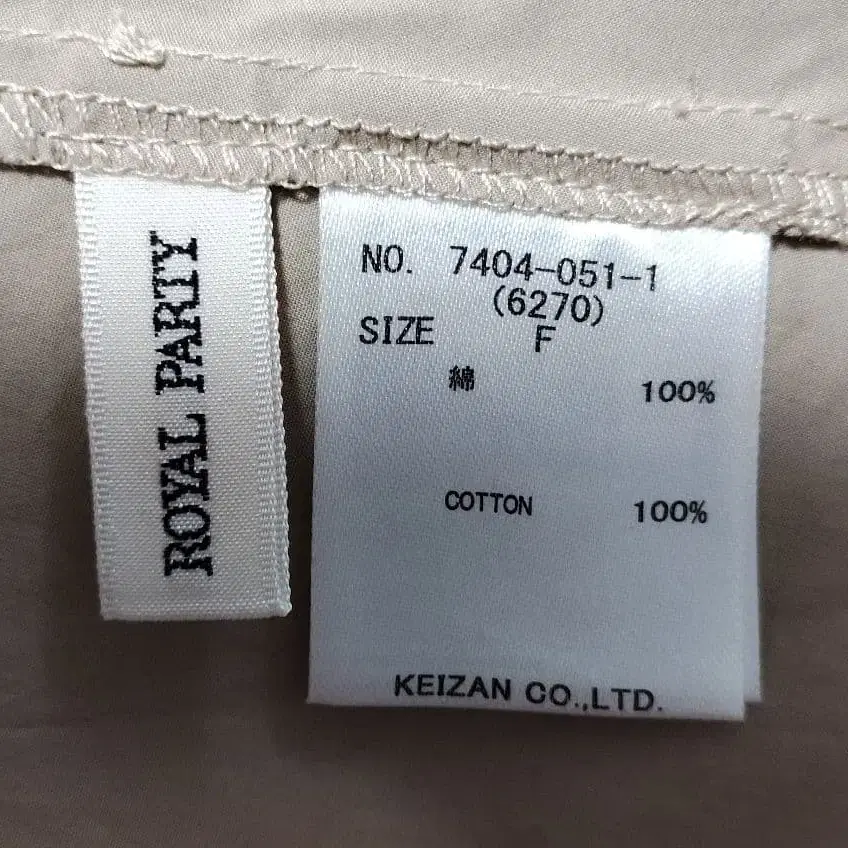 ROYAL PARTY
NO. 7404-051-1
(6270)
SIZE F
綿 100%
COTTON 100%
KEIZAN CO.,LTD.